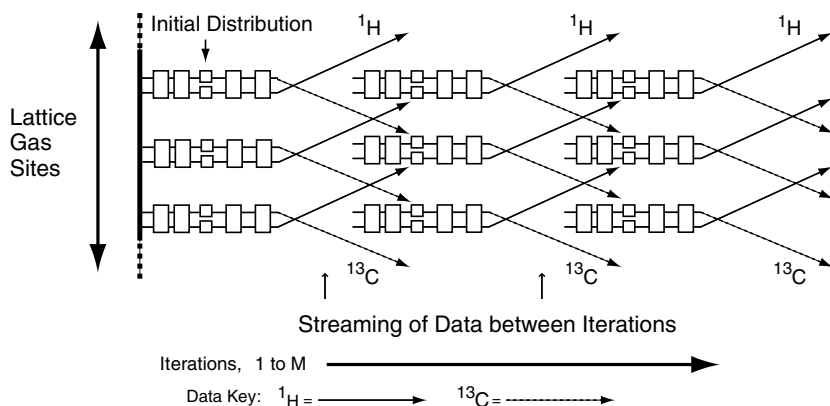 Initial Distribution
¹H
¹H
¹H
Lattice
Gas
Sites
¹³C
¹³C
¹³C
Streaming of Data between Iterations
Iterations, 1 to M
Data Key: ¹H = ¹³C =